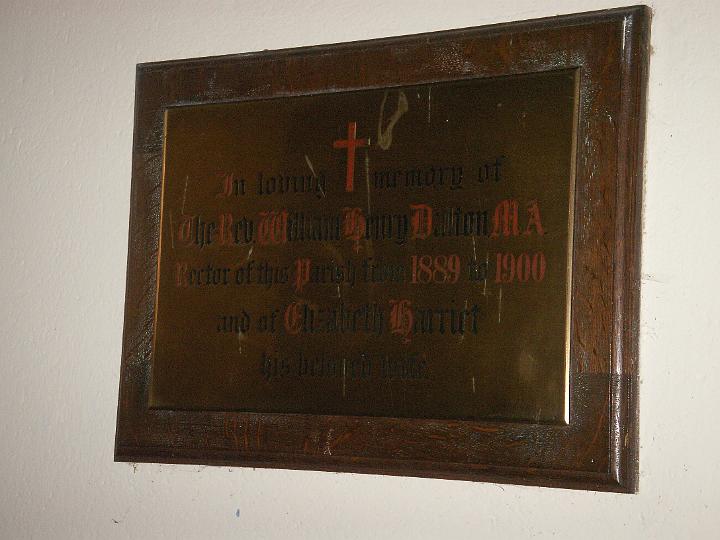 In loving memory of
The Rev. William Henry Dalton M.A.
Rector of this Parish from 1889 to 1900
and of Elizabeth Harriet
his beloved wife.